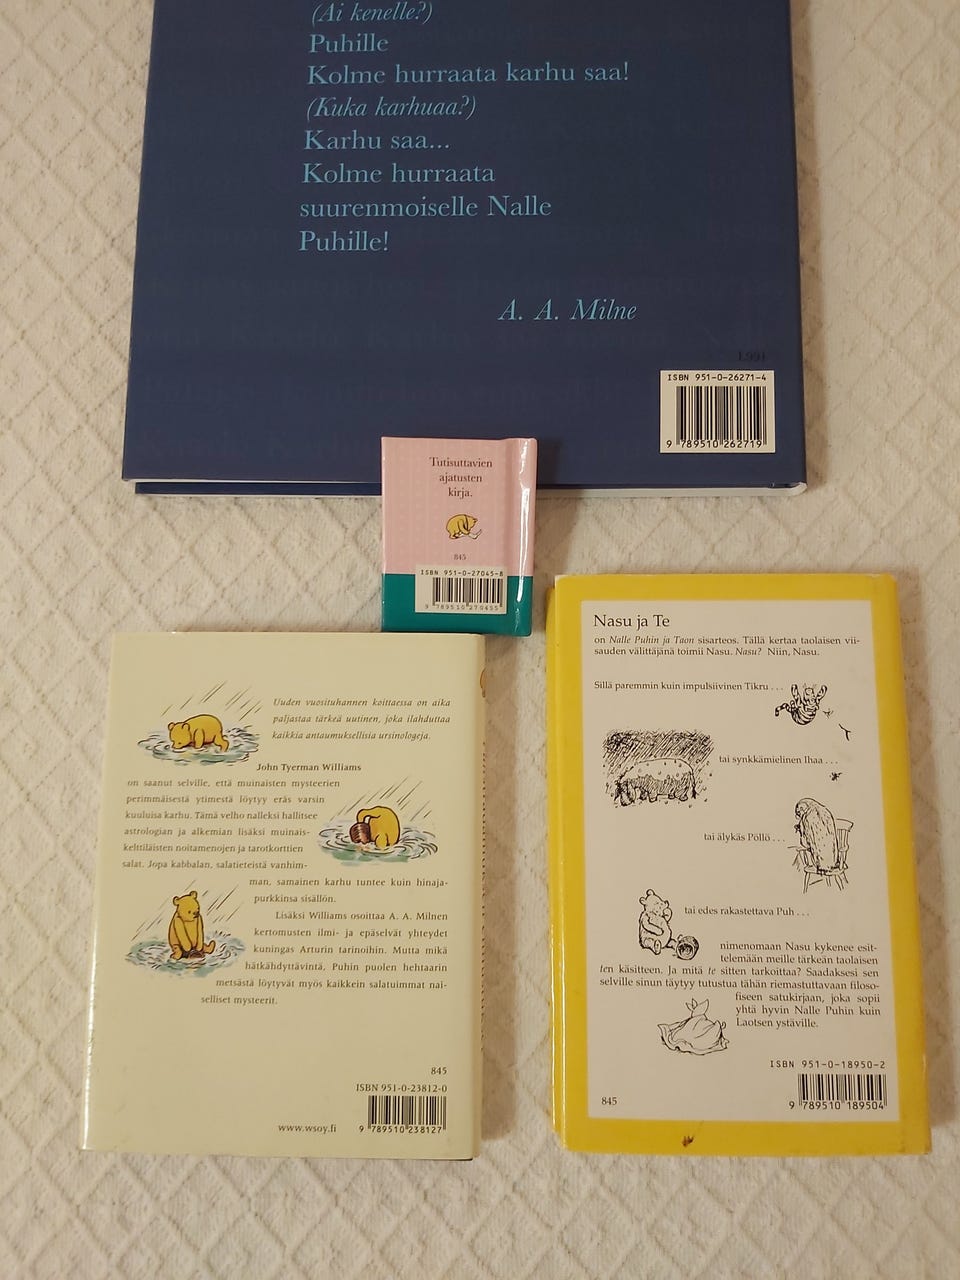 (Ai kenelle?)
Puhille
Kolme hurraata karhu saa!
(Kuka karhuaa?)
Karhu saa...
Kolme hurraata
suurenmoiselle Nalle
Puhille!
A. A. Milne
L991
ISBN 951-0-26271-4
9 789510 262719
Tutisuttavien
ajatusten
kirja.
845
ISBN 951-0-27045-8
9 789510 270455
Uuden vuosituhannen koittaessa on aika
paljastaa tärkeä uutinen, joka ilahduttaa
kaikkia antaumuksellisia ursinologeja.
John Tyerman Williams
on saanut selville, että muinaisten mysteerien
perimmäisestä ytimestä löytyy eräs varsin
kuuluisa karhu. Tämä velho nalleksi hallitsee
astrologian ja alkemian lisäksi muinais-
kelttiläisten noitamenojen ja tarotkorttien
salat. Jopa kabbalan, salatieteistä vanhim-
man, samainen karhu tuntee kuin hinaja-
purkkinsa sisällön.
Lisäksi Williams osoittaa A. A. Milnen
kertomusten ilmi- ja epäselvät yhteydet
kuningas Arturin tarinoihin. Mutta mikä
hätkähdyttävintä, Puhin puolen hehtaarin
metsästä löytyvät myös kaikkein salatuimmat nai-
selliset mysteerit.
845
ISBN 951-0-23812-0
www.wsoy.fi
9 789510 238127
Nasu ja Te
on Nalle Puhin ja Taon sisarteos. Tällä kertaa taolaisen vii-
sauden välittäjänä toimii Nasu. Nasu? Niin, Nasu.
Sillä paremmin kuin impulsiivinen Tikru . . .
tai synkkämielinen Ihaa . . .
tai älykäs Pöllö . . .
tai edes rakastettava Puh . . .
nimenomaan Nasu kykenee esit-
telemään meille tärkeän taolaisen
ten käsitteen. Ja mitä te sitten tarkoittaa? Saadaksesi sen
selville sinun täytyy tutustua tähän riemastuttavaan filoso-
fiseen satukirjaan, joka sopii
yhtä hyvin Nalle Puhin kuin
Laotsen ystäville.
ISBN 951-0-18950-2
845
9 789510 189504